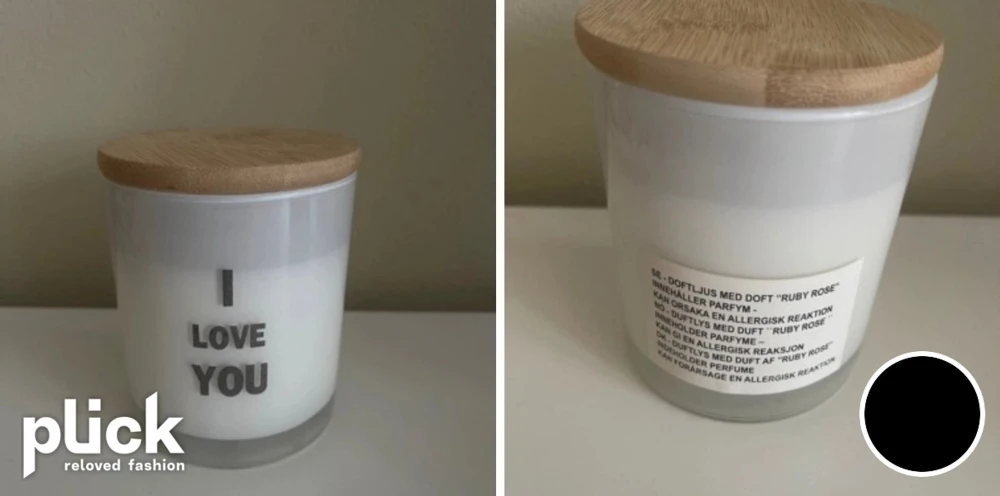 I
LOVE
YOU
plick
reloved fashion
SE - DOFTLJUS MED DOFT "RUBY ROSE"
INNEHÅLLER PARFYM -
KAN ORSAKA EN ALLERGISK REAKTION
NO - DUFTLYS MED DUFT ¨RUBY ROSE¨
INNEHOLDER PARFYME –
KAN GI EN ALLERGISK REAKSJON
DK - DUFTLYS MED DUFT AF "RUBY ROSE"
INDEHOLDER PERFUME
KAN FORÅRSAGE EN ALLERGISK REAKTION